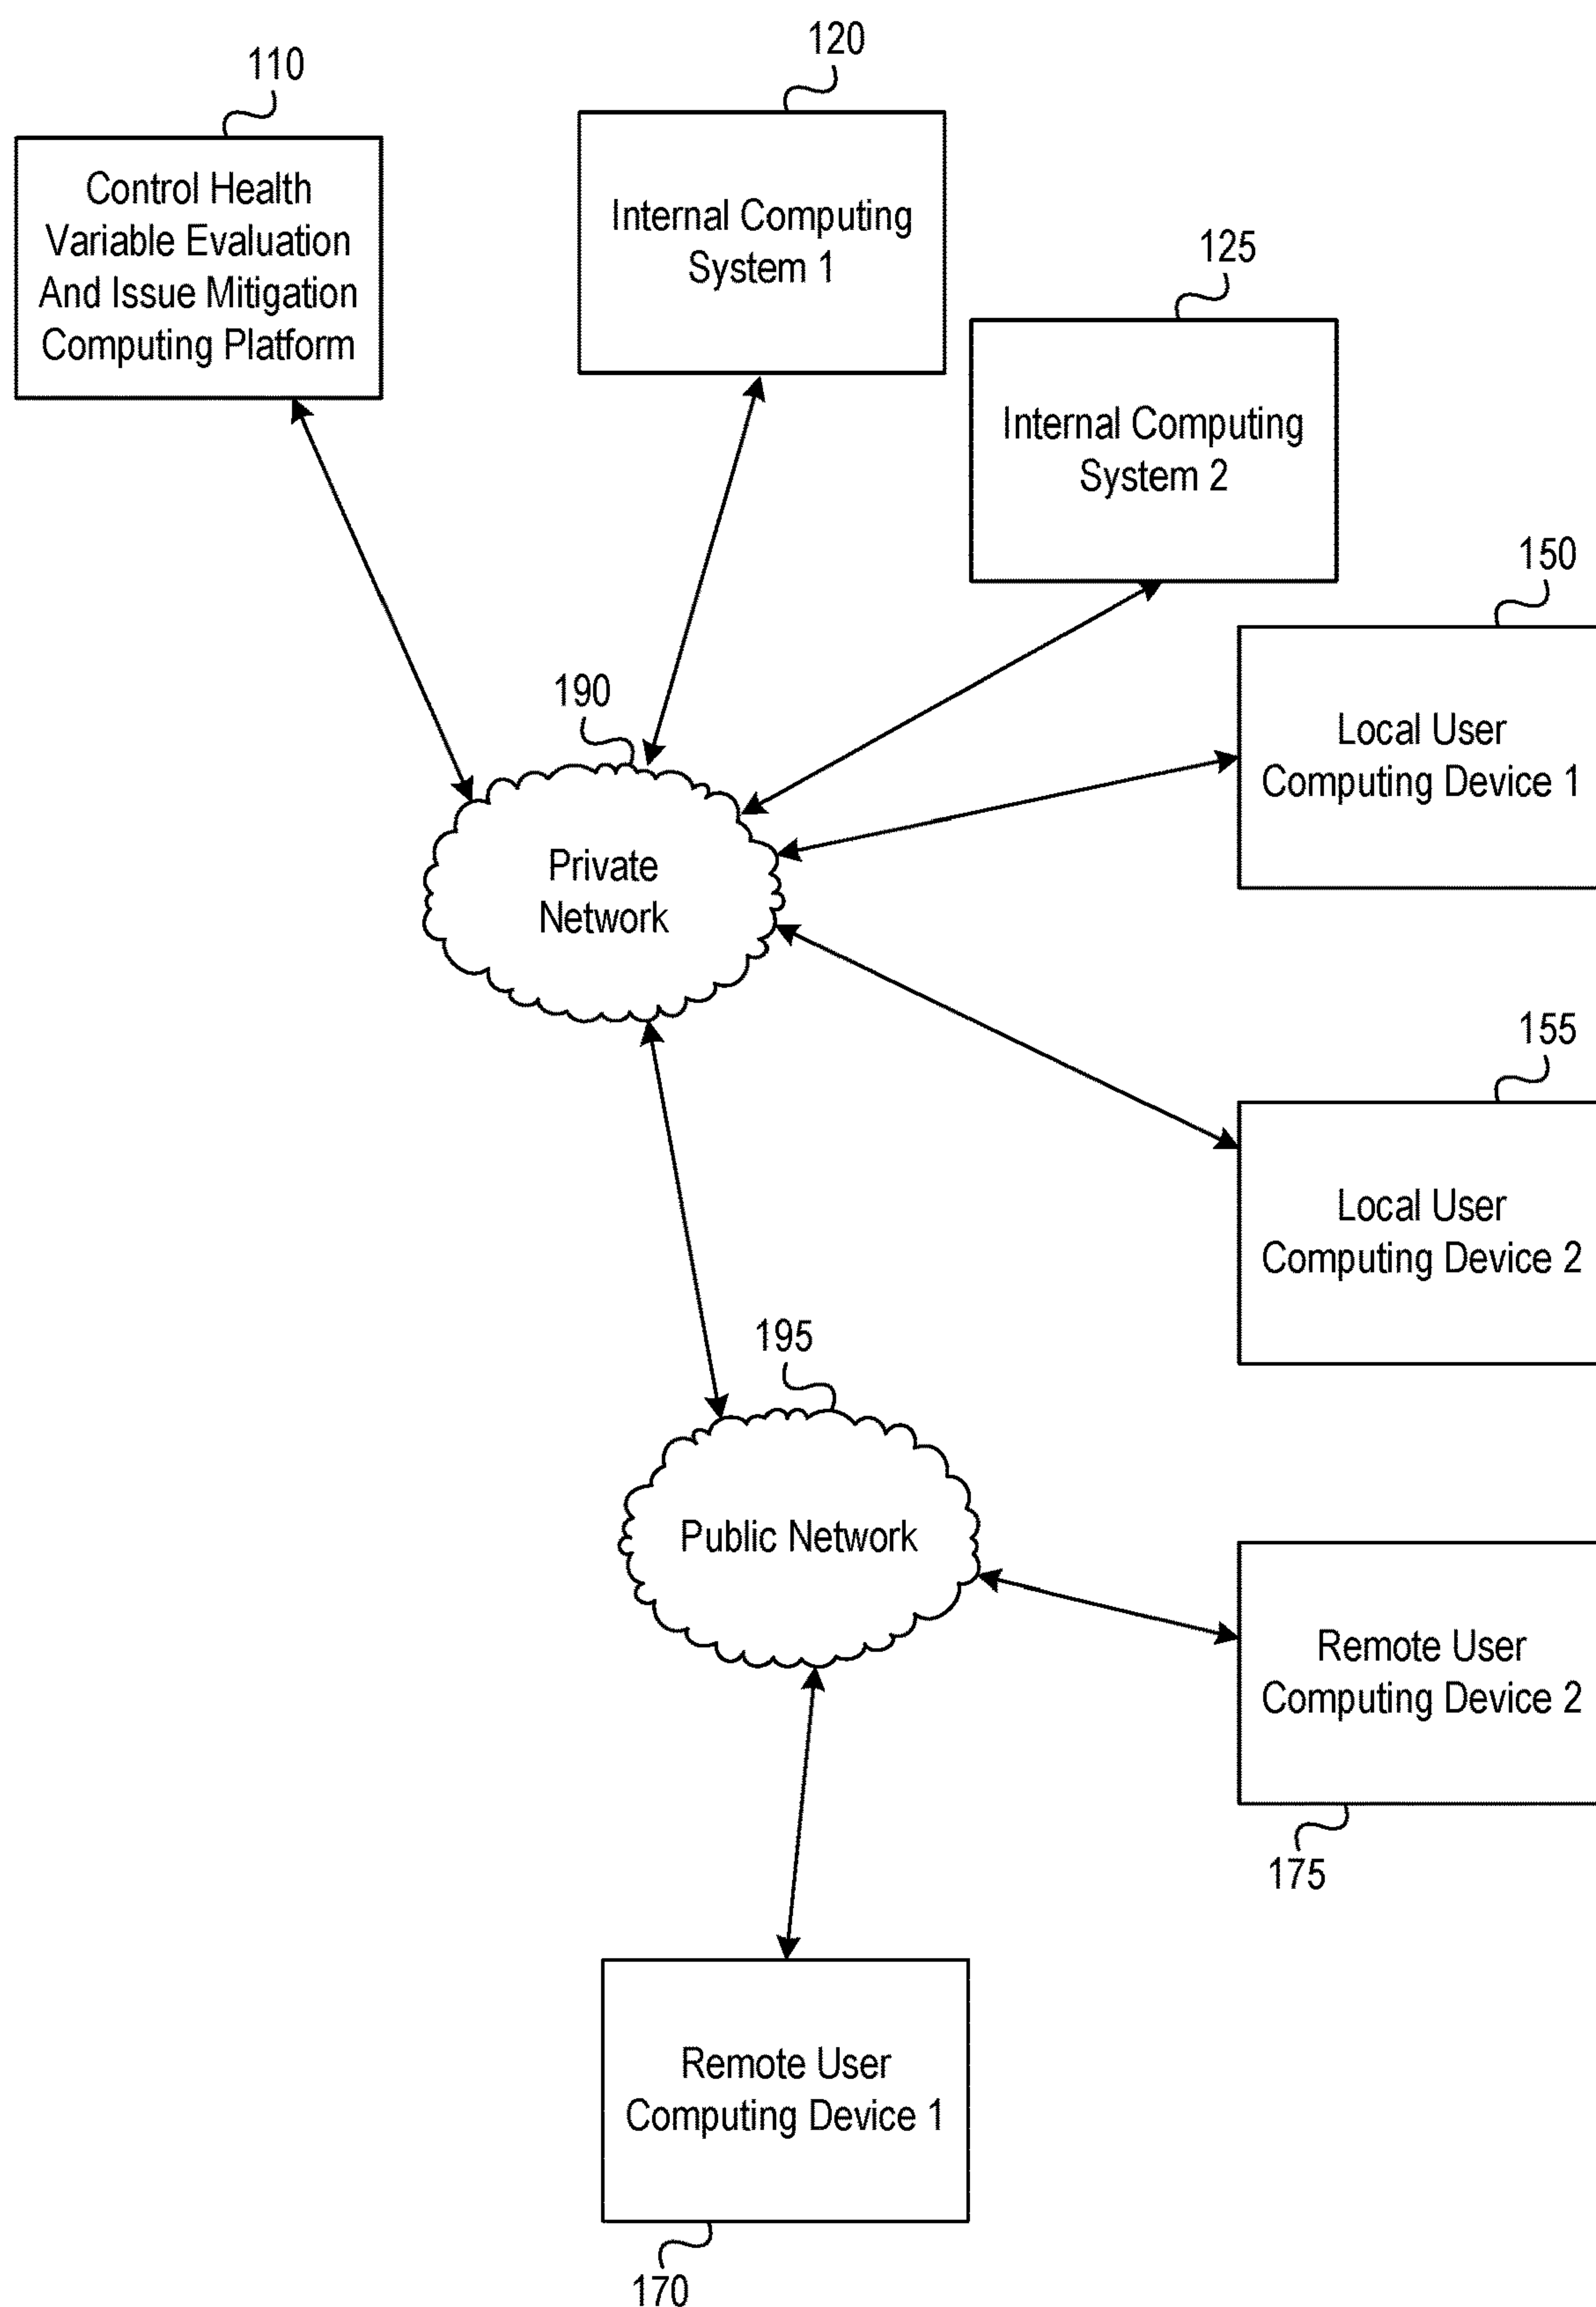 120
110
Control Health
Variable Evaluation
And Issue Mitigation
Computing Platform
Internal Computing
System 1
125
Internal Computing
System 2
150
Local User
Computing Device 1
190
Private
Network
155
Local User
Computing Device 2
195
Public Network
Remote User
Computing Device 2
175
Remote User
Computing Device 1
170